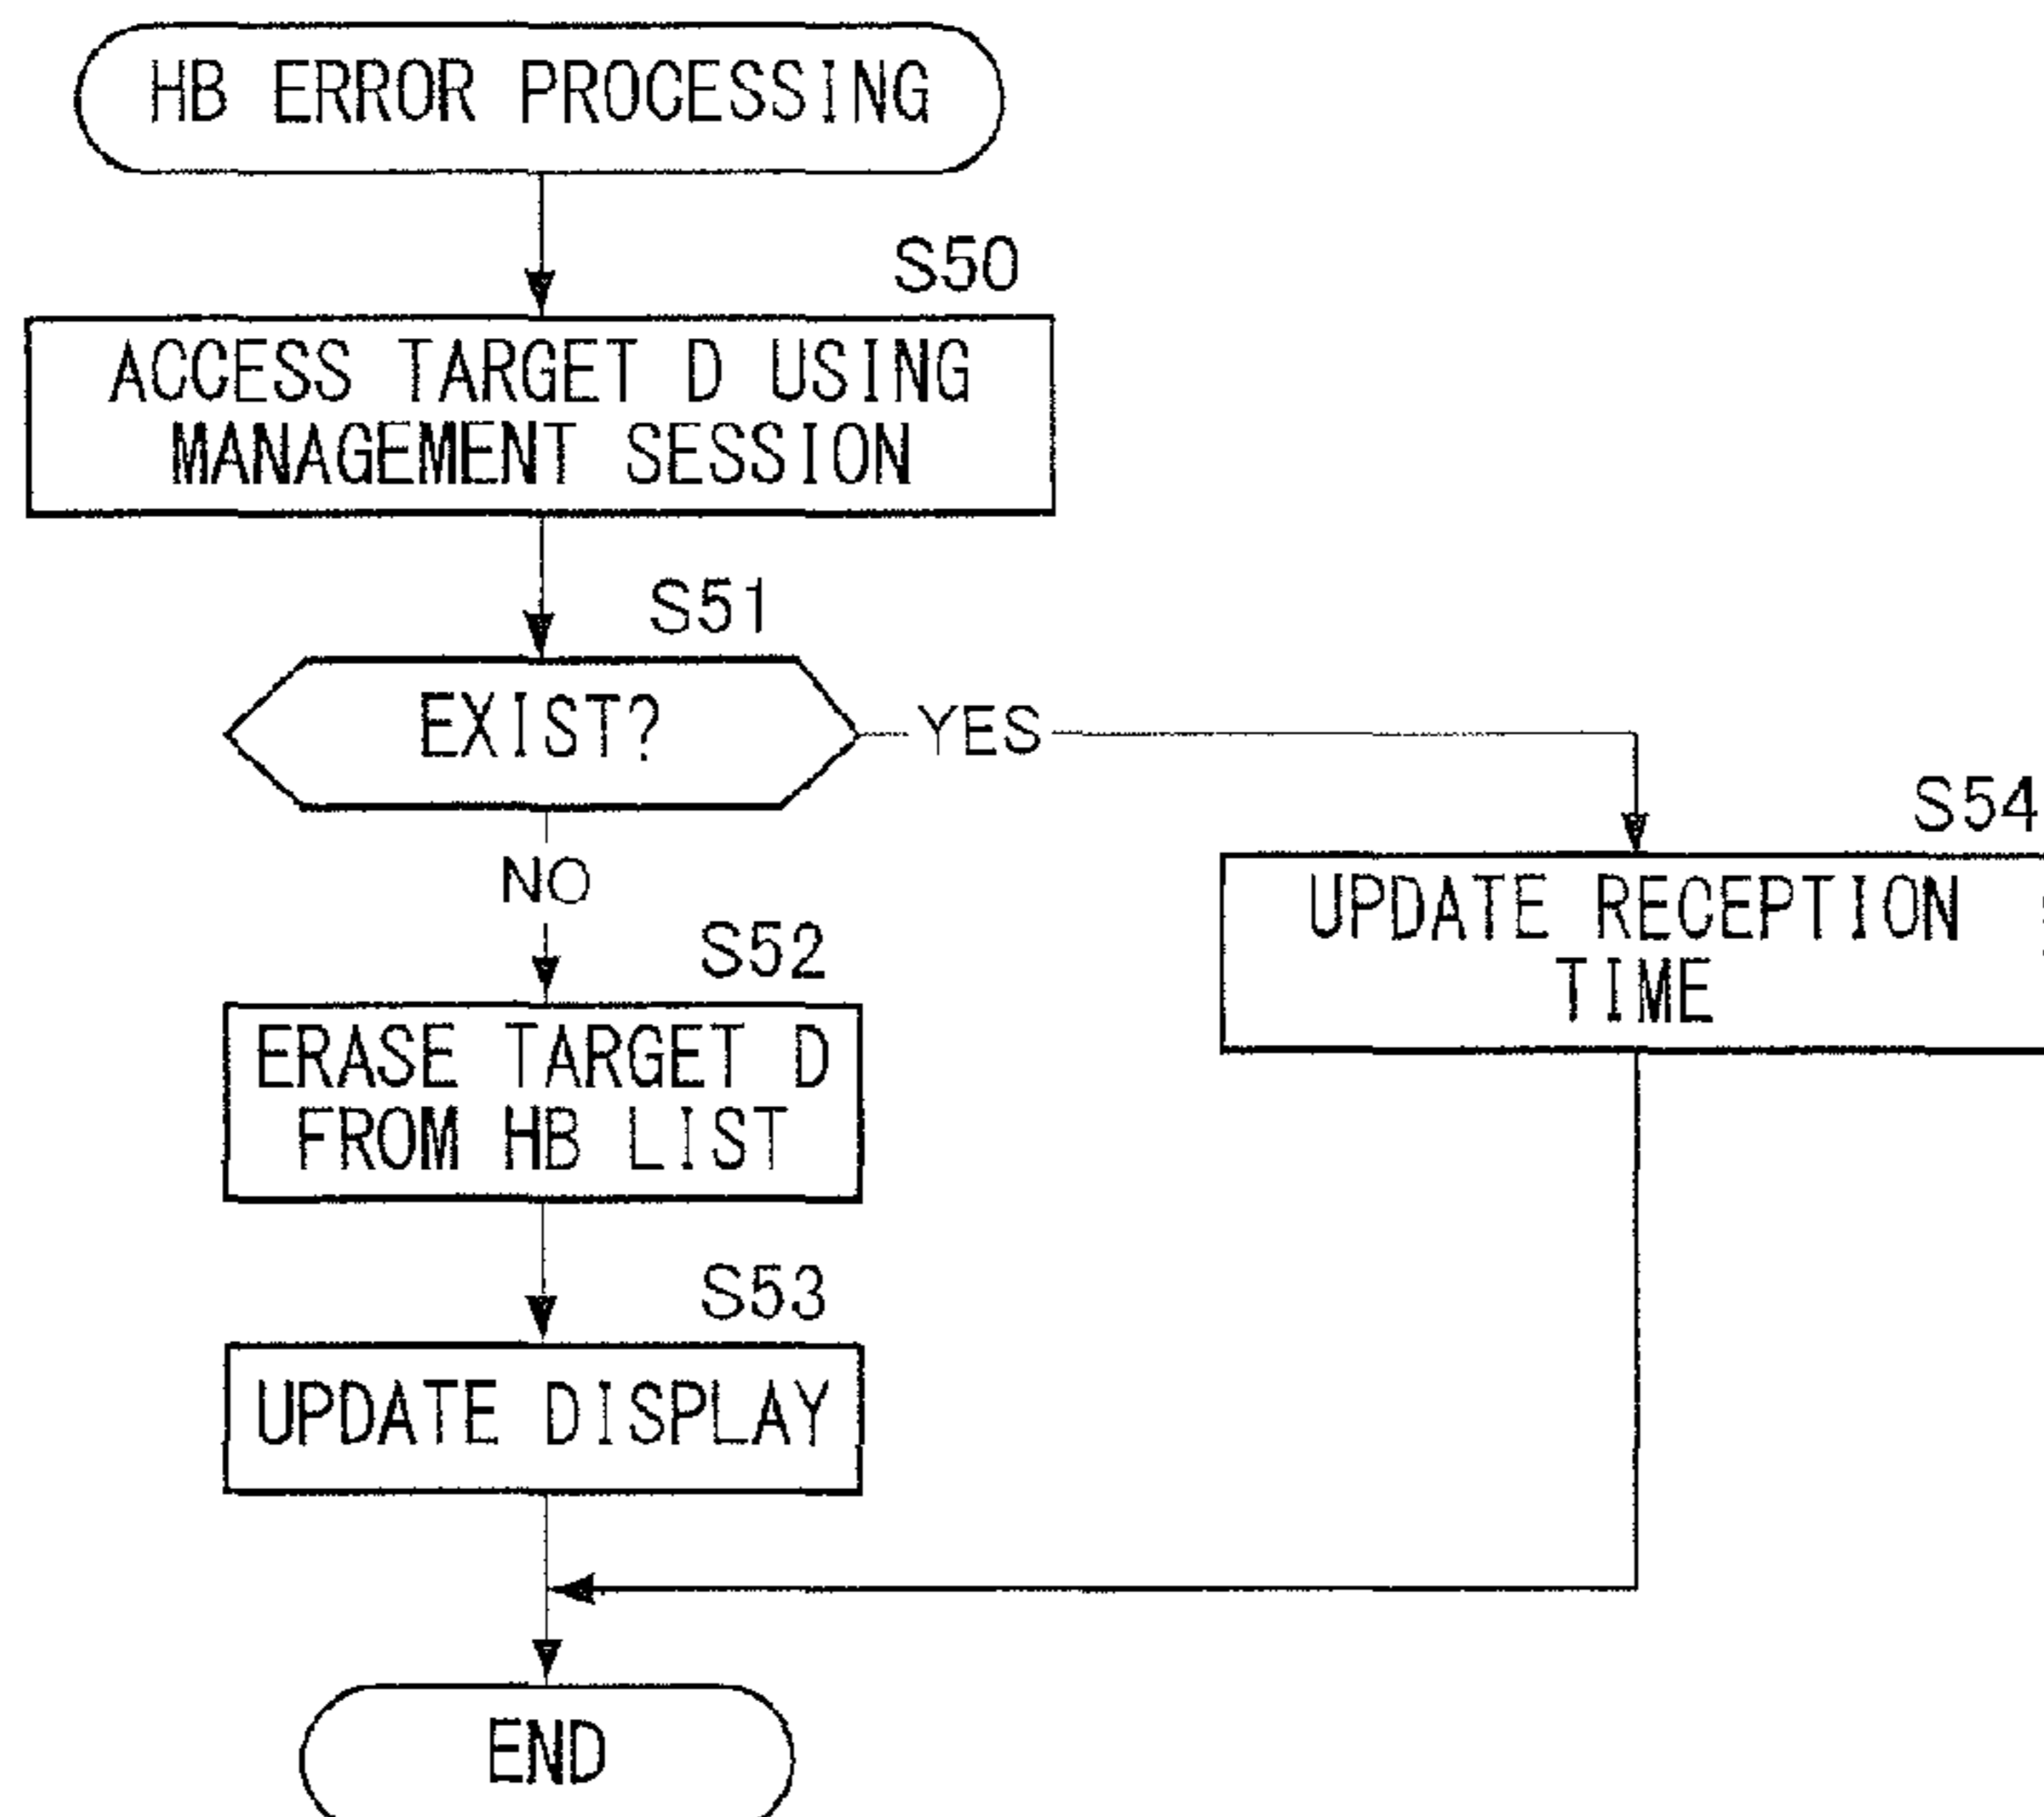 HB ERROR PROCESSING
S50
ACCESS TARGET D USING
MANAGEMENT SESSION
S51
EXIST?
YES
NO
S54
UPDATE RECEPTION
TIME
S52
ERASE TARGET D
FROM HB LIST
S53
UPDATE DISPLAY
END